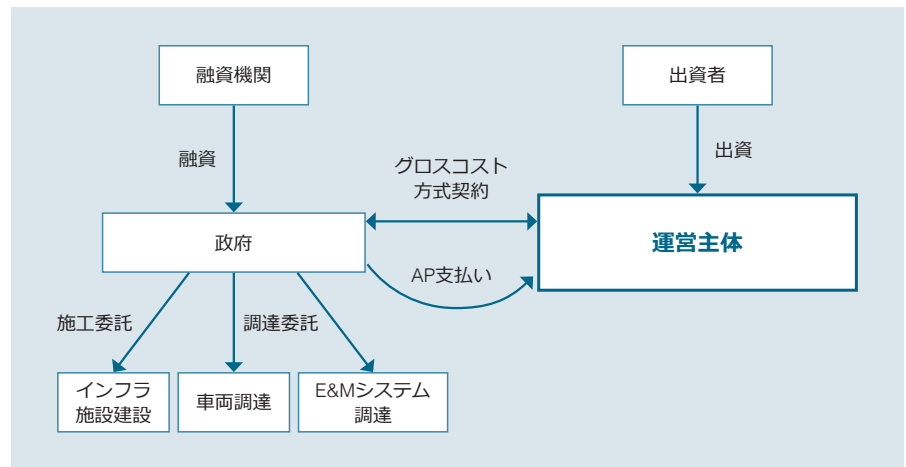 融資機関
出資者
融資
出資
グロスコスト
方式契約
政府
運営主体
AP支払い
施工委託
調達委託
インフラ
施設建設
車両調達
E&Mシステム
調達